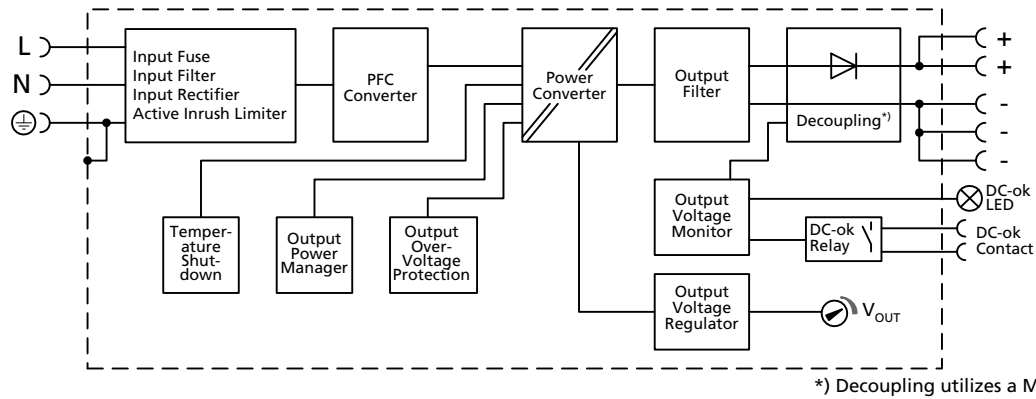 L
N
Input Fuse
Input Filter
Input Rectifier
Active Inrush Limiter
PFC
Converter
Power
Converter
Output
Filter
Decoupling*)
+
+
-
-
-
Temper-
ature
Shut-
down
Output
Power
Manager
Output
Over-
Voltage
Protection
Output
Voltage
Monitor
DC-ok
LED
DC-ok
Relay
DC-ok
Contact
Output
Voltage
Regulator
VOUT
*) Decoupling utilizes a M